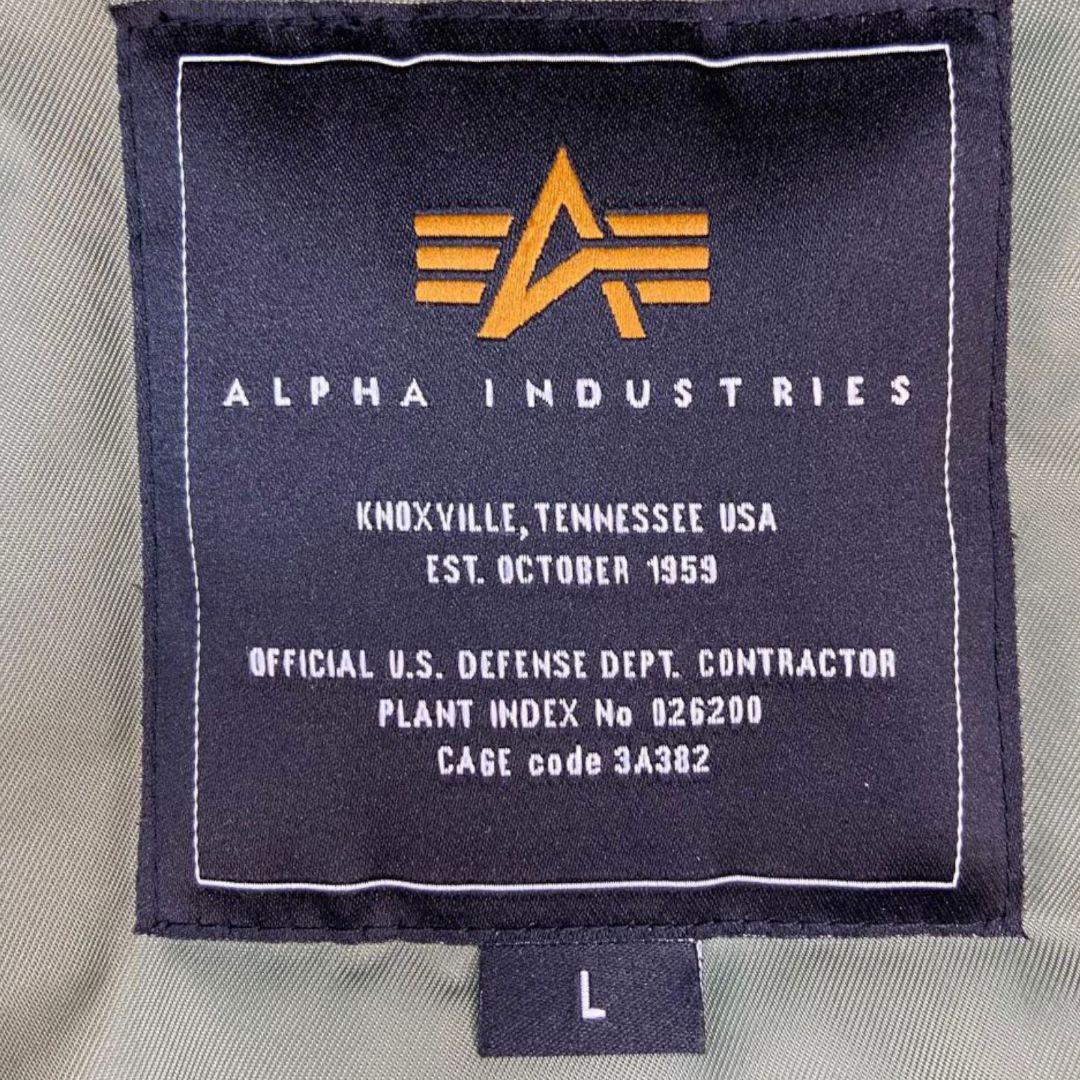 ALPHA INDUSTRIES
KNOXVILLE, TENNESSEE USA
EST. OCTOBER 1959
OFFICIAL U.S. DEFENSE DEPT. CONTRACTOR
PLANT INDEX No 026200
CAGE code 3A382
L